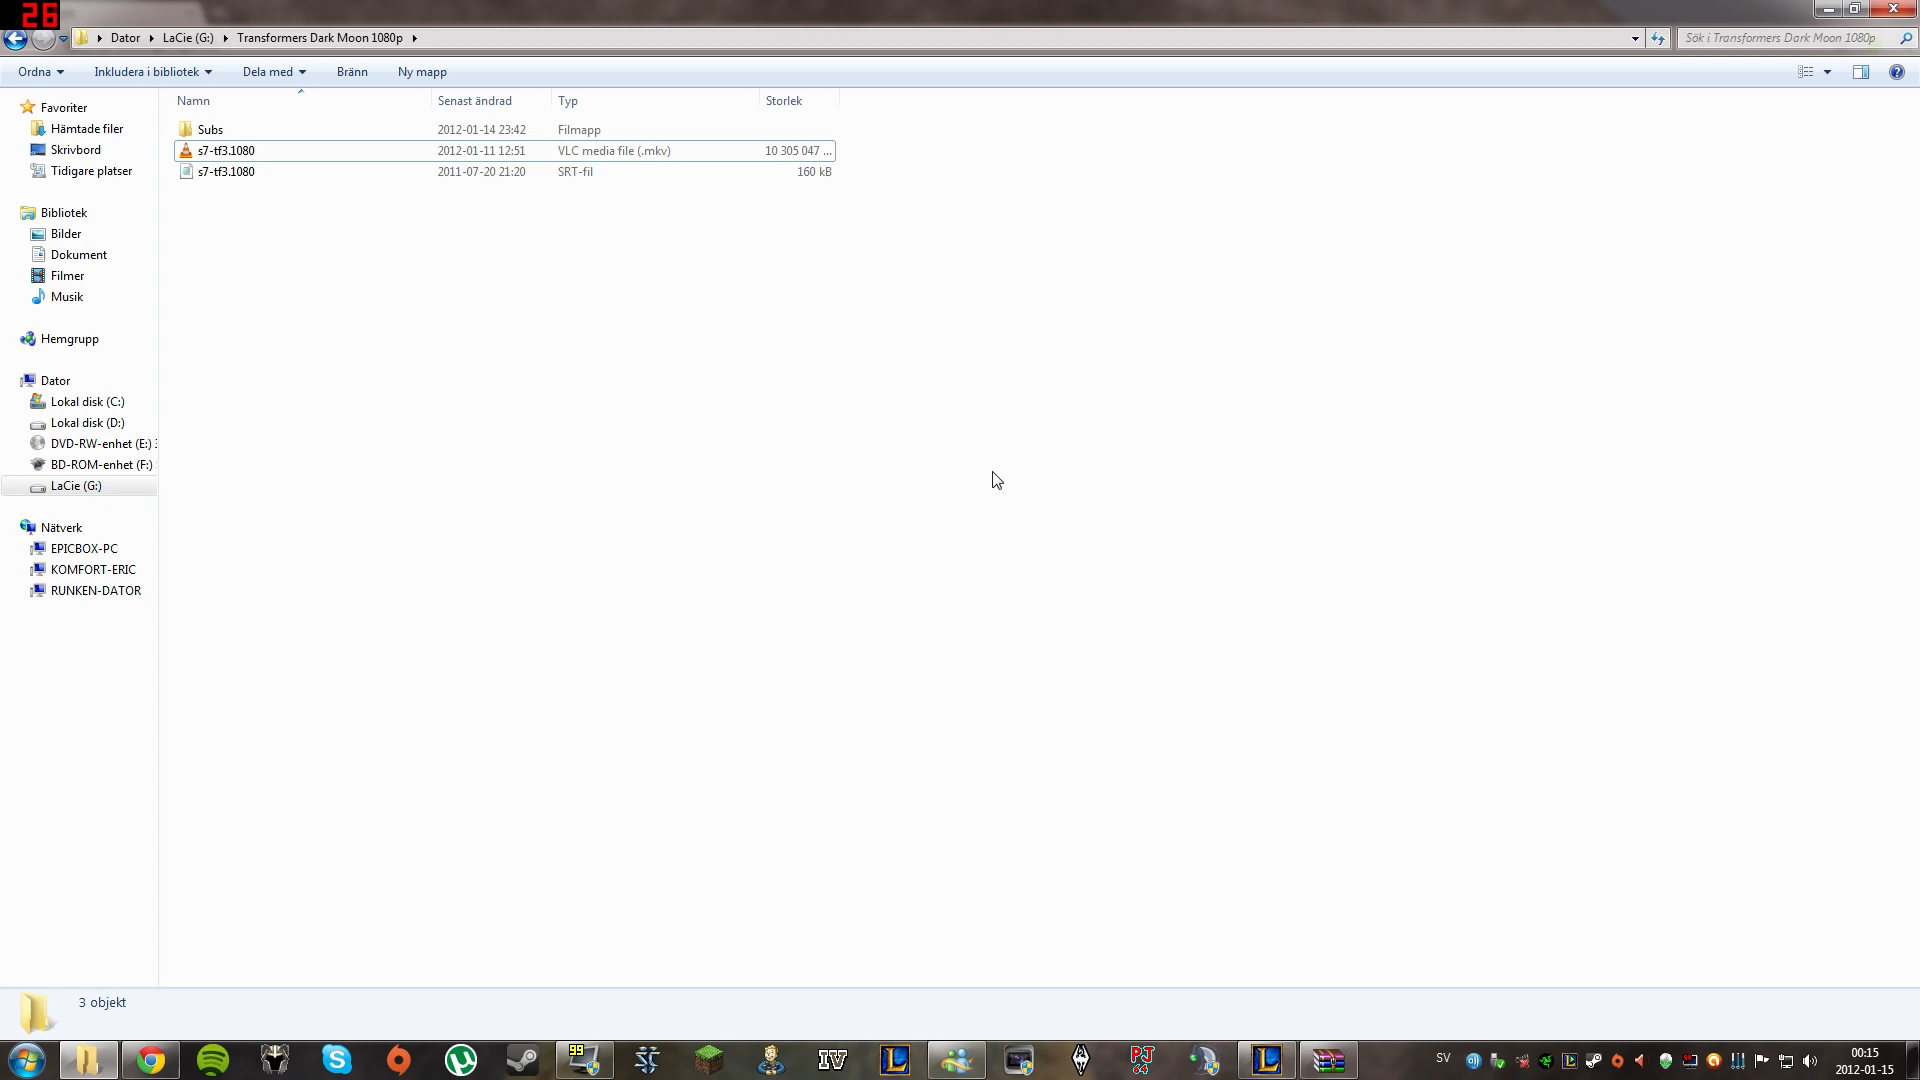 26
Dator LaCie (G:) Transformers Dark Moon 1080p
Sök i Transformers Dark Moon 1080p
Ordna Inkludera i bibliotek Dela med Bränn Ny mapp
Namn Senast ändrad Typ Storlek
Subs 2012-01-14 23:42 Filmapp
s7-tf3.1080 2012-01-11 12:51 VLC media file (.mkv) 10 305 047 ...
s7-tf3.1080 2011-07-20 21:20 SRT-fil 160 kB
Favoriter
Hämtade filer
Skrivbord
Tidigare platser
Bibliotek
Bilder
Dokument
Filmer
Musik
Hemgrupp
Dator
Lokal disk (C:)
Lokal disk (D:)
DVD-RW-enhet (E:)
BD-ROM-enhet (F:)
LaCie (G:)
Nätverk
EPICBOX-PC
KOMFORT-ERIC
RUNKEN-DATOR
3 objekt
99
IV
L
PJ
64
L
SV
00:15
2012-01-15